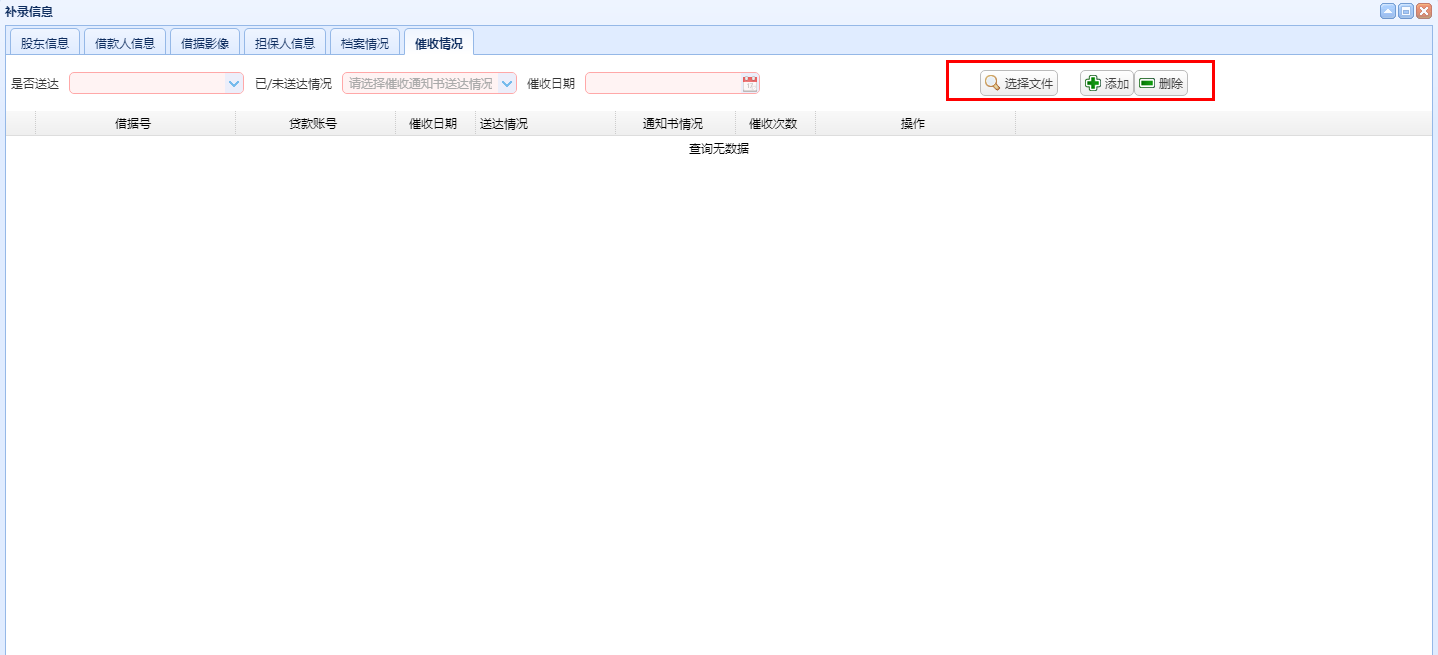 补录信息
股东信息 借款人信息 借据影像 担保人信息 档案情况 催收情况
是否送达 已/未送达情况 请选择催收通知书送达情况 催收日期 选择文件 添加 删除
借据号 贷款账号 催收日期 送达情况 通知书情况 催收次数 操作
查询无数据